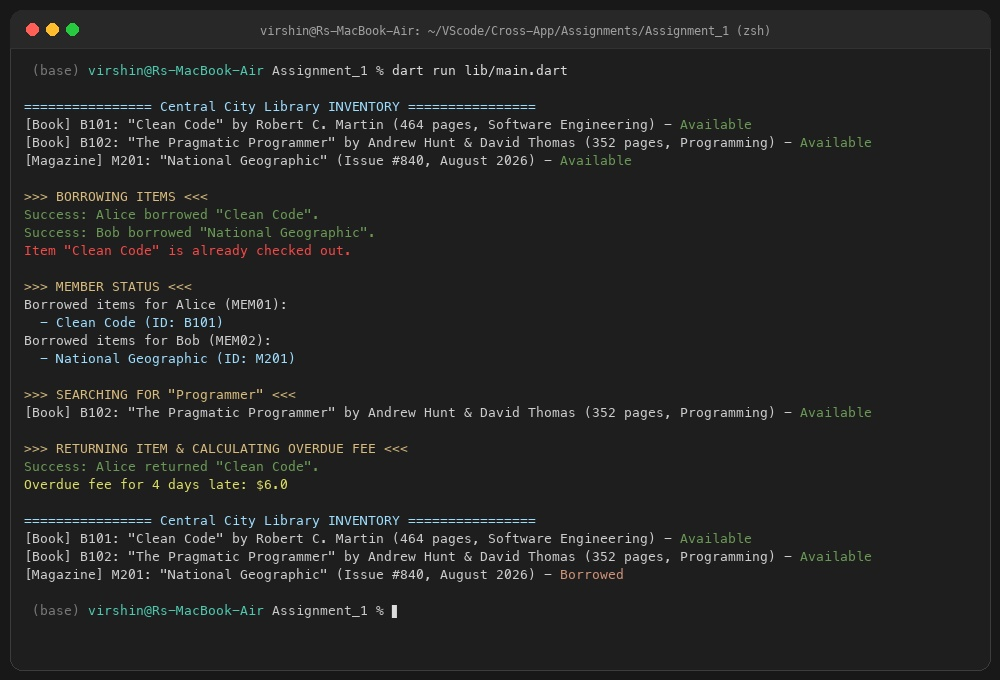 virshin@Rs-MacBook-Air: ~/VScode/Cross-App/Assignments/Assignment_1 (zsh)
(base) virshin@Rs-MacBook-Air Assignment_1 % dart run lib/main.dart
================ Central City Library INVENTORY ================
[Book] B101: "Clean Code" by Robert C. Martin (464 pages, Software Engineering) - Available
[Book] B102: "The Pragmatic Programmer" by Andrew Hunt & David Thomas (352 pages, Programming) - Available
[Magazine] M201: "National Geographic" (Issue #840, August 2026) - Available
>>> BORROWING ITEMS <<<
Success: Alice borrowed "Clean Code".
Success: Bob borrowed "National Geographic".
Item "Clean Code" is already checked out.
>>> MEMBER STATUS <<<
Borrowed items for Alice (MEM01):
  - Clean Code (ID: B101)
Borrowed items for Bob (MEM02):
  - National Geographic (ID: M201)
>>> SEARCHING FOR "Programmer" <<<
[Book] B102: "The Pragmatic Programmer" by Andrew Hunt & David Thomas (352 pages, Programming) - Available
>>> RETURNING ITEM & CALCULATING OVERDUE FEE <<<
Success: Alice returned "Clean Code".
Overdue fee for 4 days late: $6.0
================ Central City Library INVENTORY ================
[Book] B101: "Clean Code" by Robert C. Martin (464 pages, Software Engineering) - Available
[Book] B102: "The Pragmatic Programmer" by Andrew Hunt & David Thomas (352 pages, Programming) - Available
[Magazine] M201: "National Geographic" (Issue #840, August 2026) - Borrowed
(base) virshin@Rs-MacBook-Air Assignment_1 %